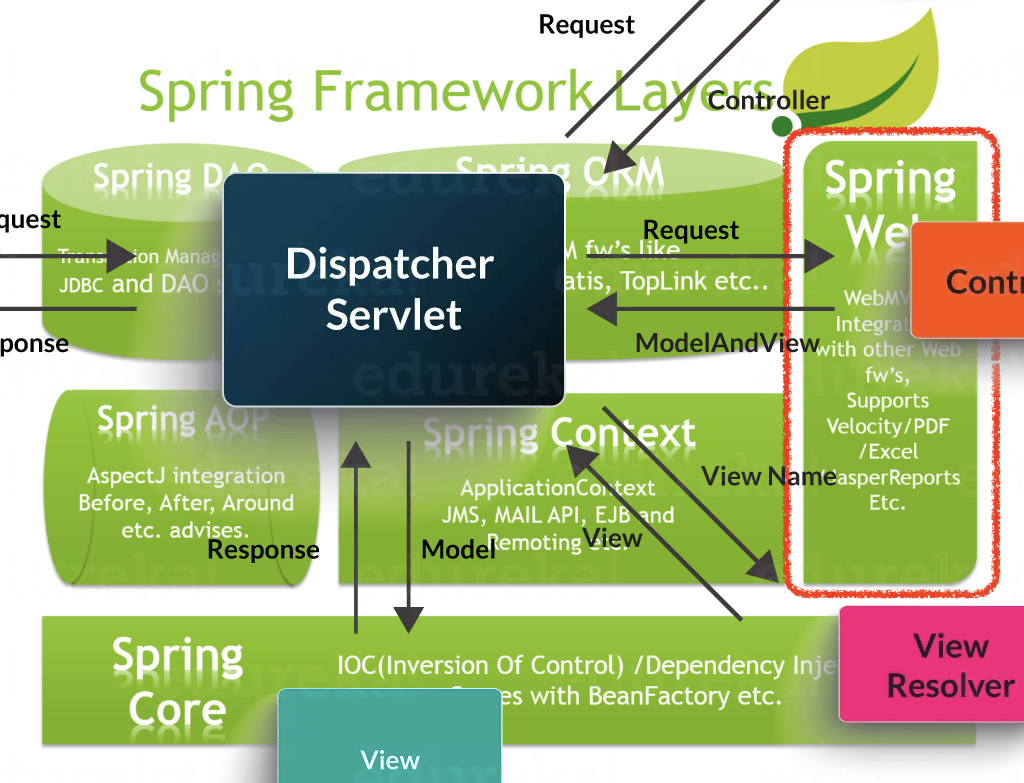 Request
Spring Framework Layers
Controller
Spring DAO
Spring ORM
Spring
Web
Dispatcher
Servlet
quest
Request
JDBC and DAO
M fw's like
atis, TopLink etc..
ponse
ModelAndView
Contr
with other Web
fw's,
Supports
Velocity/PDF
/Excel
JasperReports
Etc.
edureka!
Spring AOP
AspectJ integration
Before, After, Around
etc. advises.
Spring Context
ApplicationContext
JMS, MAIL API, EJB and
Remoting etc.
View Name
View
Response
Model
Spring
Core
IOC(Inversion Of Control) /Dependency Inje
es with BeanFactory etc.
View
Resolver
View